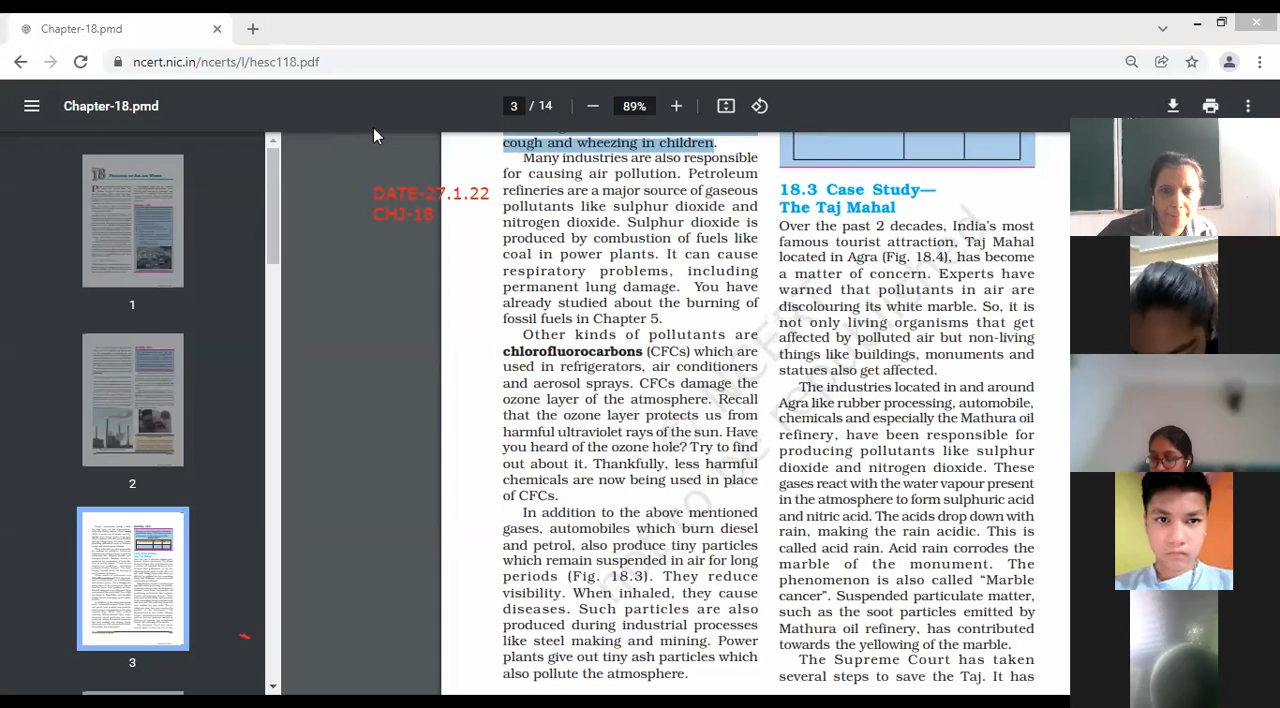 Chapter-18.pmd
ncert.nic.in/ncerts/l/hesc118.pdf
Chapter-18.pmd
3 / 14
89%
1
2
3
DATE-27.1.22
CHJ-18
cough and wheezing in children.
Many industries are also responsible
for causing air pollution. Petroleum
refineries are a major source of gaseous
pollutants like sulphur dioxide and
nitrogen dioxide. Sulphur dioxide is
produced by combustion of fuels like
coal in power plants. It can cause
respiratory problems, including
permanent lung damage. You have
already studied about the burning of
fossil fuels in Chapter 5.
Other kinds of pollutants are
chlorofluorocarbons (CFCs) which are
used in refrigerators, air conditioners
and aerosol sprays. CFCs damage the
ozone layer of the atmosphere. Recall
that the ozone layer protects us from
harmful ultraviolet rays of the sun. Have
you heard of the ozone hole? Try to find
out about it. Thankfully, less harmful
chemicals are now being used in place
of CFCs.
In addition to the above mentioned
gases, automobiles which burn diesel
and petrol, also produce tiny particles
which remain suspended in air for long
periods (Fig. 18.3). They reduce
visibility. When inhaled, they cause
diseases. Such particles are also
produced during industrial processes
like steel making and mining. Power
plants give out tiny ash particles which
also pollute the atmosphere.
18.3 Case Study—
The Taj Mahal
Over the past 2 decades, India's most
famous tourist attraction, Taj Mahal
located in Agra (Fig. 18.4), has become
a matter of concern. Experts have
warned that pollutants in air are
discolouring its white marble. So, it is
not only living organisms that get
affected by polluted air but non-living
things like buildings, monuments and
statues also get affected.
The industries located in and around
Agra like rubber processing, automobile,
chemicals and especially the Mathura oil
refinery, have been responsible for
producing pollutants like sulphur
dioxide and nitrogen dioxide. These
gases react with the water vapour present
in the atmosphere to form sulphuric acid
and nitric acid. The acids drop down with
rain, making the rain acidic. This is
called acid rain. Acid rain corrodes the
marble of the monument. The
phenomenon is also called "Marble
cancer". Suspended particulate matter,
such as the soot particles emitted by
Mathura oil refinery, has contributed
towards the yellowing of the marble.
The Supreme Court has taken
several steps to save the Taj. It has